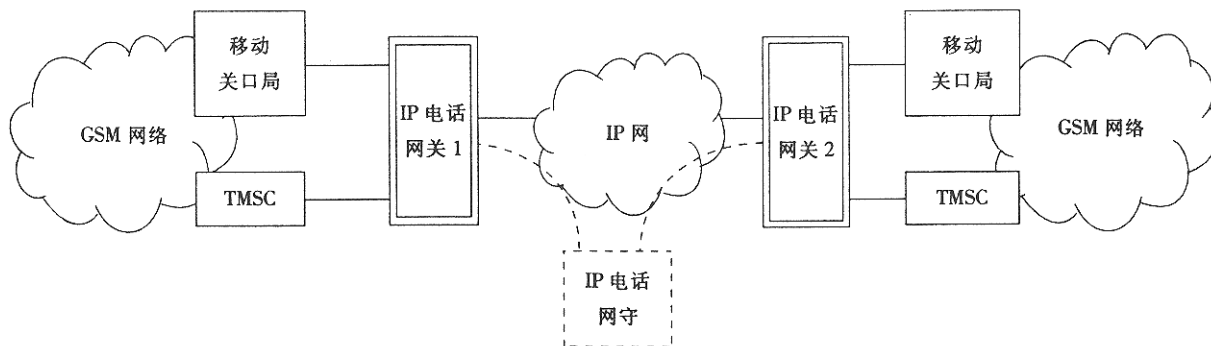 移动
关口局
GSM 网络
TMSC
IP 电话
网关 1
IP 网
IP 电话
网守
IP 电话
网关 2
移动
关口局
TMSC
GSM 网络